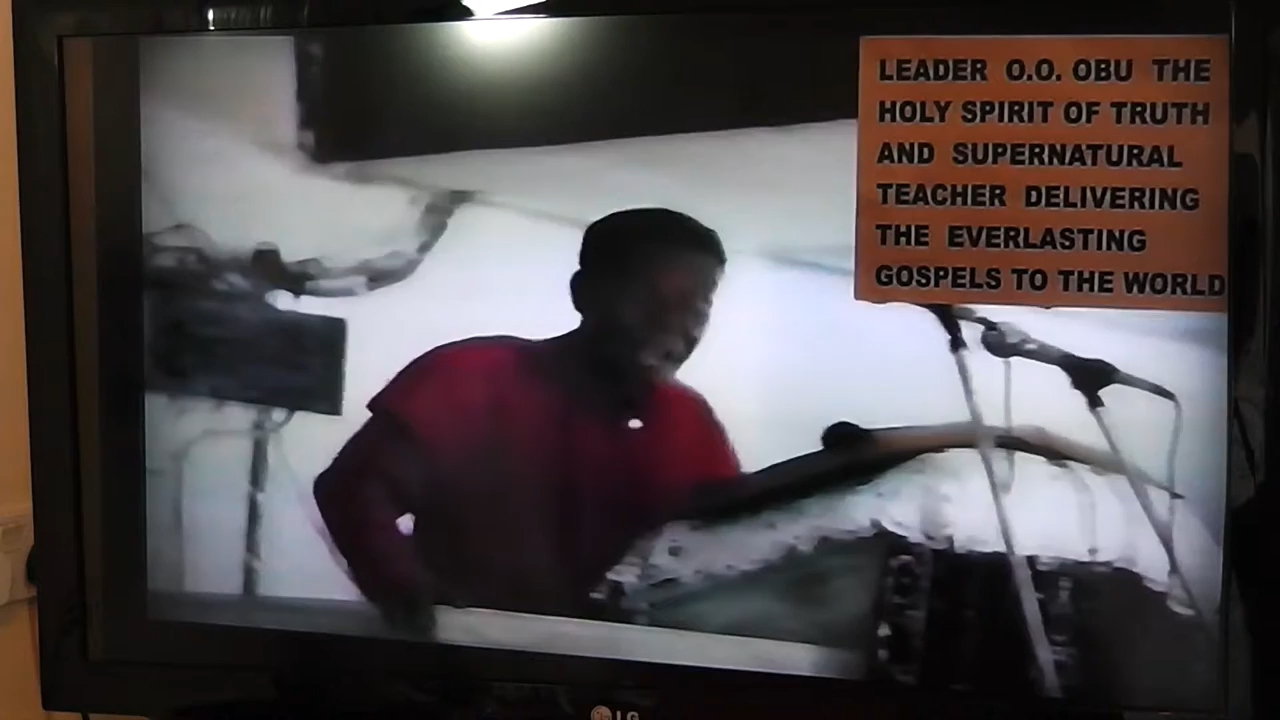 LEADER O.O. OBU THE
HOLY SPIRIT OF TRUTH
AND SUPERNATURAL
TEACHER DELIVERING
THE EVERLASTING
GOSPELS TO THE WORLD
LG